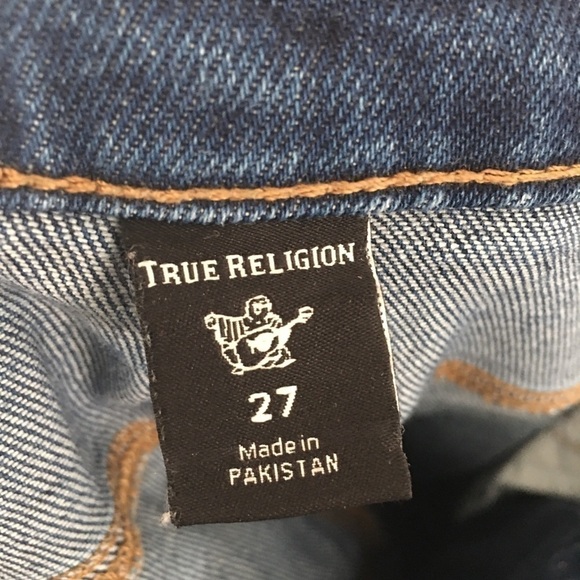 TRUE RELIGION
27
Made in
PAKISTAN